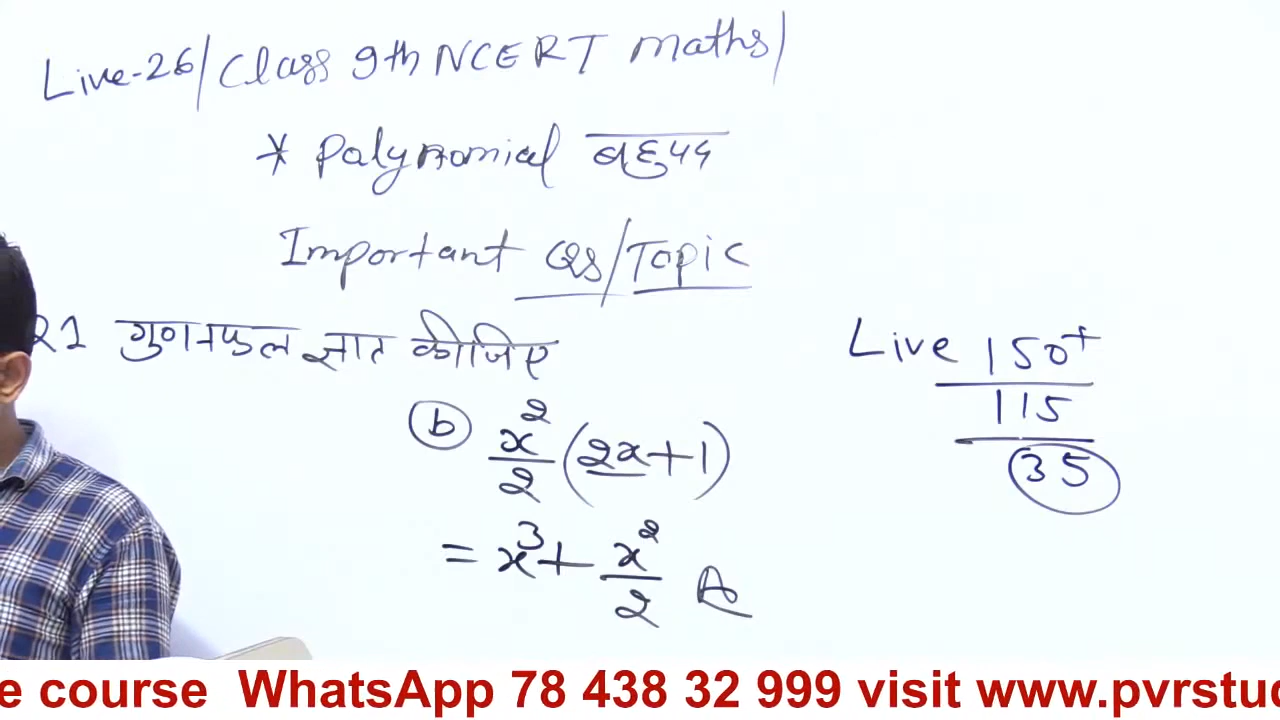 Live-26/Class 9th NCERT maths/
* Polynomial बहुपद
Important QS/Topic
21 गुणनफल ज्ञात कीजिए
b x²/2 (2x+1)
= x³ + x²/2 A
Live 150+
115
35
e course WhatsApp 78 438 32 999 visit www.pvrstu